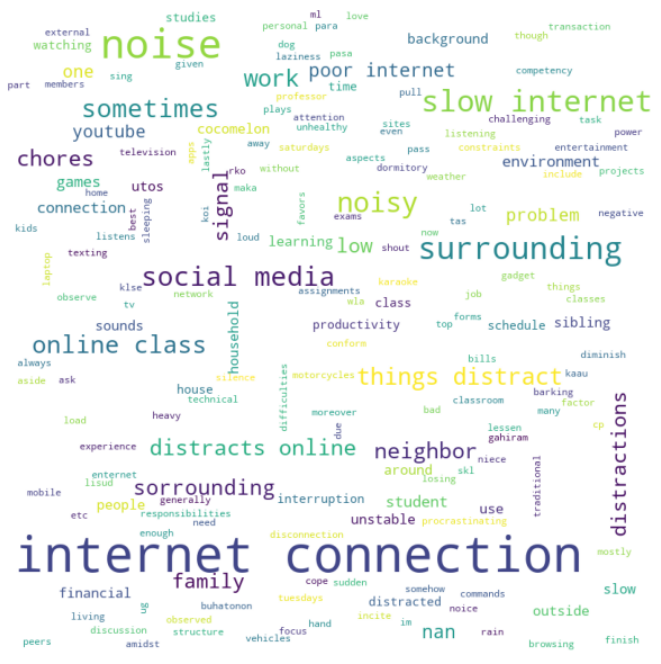 studies
external
personal para
ml
love
transaction
though
noise
watching
dog
laziness
pasa
background
given
one
sing
work
poor internet
competency
part
members
time
pull
professor
plays
attention
slow internet
sometimes
unhealthy
sites
even
challenging
task
power
youtube
cocomelon
listening
apps
lastly
away
saturdays
pass
constraints
entertainment
chores
television
signal
rko
without
aspects
dormitory
environment
include
projects
games
utos
maka
weather
home
best
sleeping
koi
favors
noisy
connection
loud
exams
tas
lot
problem
negative
kids
listens
learning
low
shout
now
surrounding
texting
laptop
social media
karaoke
gadget
things
observe
klse
network
assignments
wla
class
job
classes
tv
sounds
household
productivity
top
forms
schedule
sibling
online class
conform
bills
diminish
always
silence
motorcycles
things distract
kaau
aside
ask
house
technical
difficulties
classroom
barking
factor
load
heavy
moreover
bad
many
cp
due
lessen
gahiram
distractions
experience
distracts online
neighbor
niece
traditional
enternet
lisud
sorrounding
around
losing
skl
mobile
generally
interruption
student
etc
people
responsibilities
unstable
use
procrastinating
enough
need
disconnection
mostly
internet connection
financial
family
cope
sudden
somehow
commands
slow
living
ug
buhatonon
tuesdays
distracted
noice
outside
observed
hand
incite
im
discussion
structure
focus
nan
rain
peers
amidst
vehicles
browsing
finish